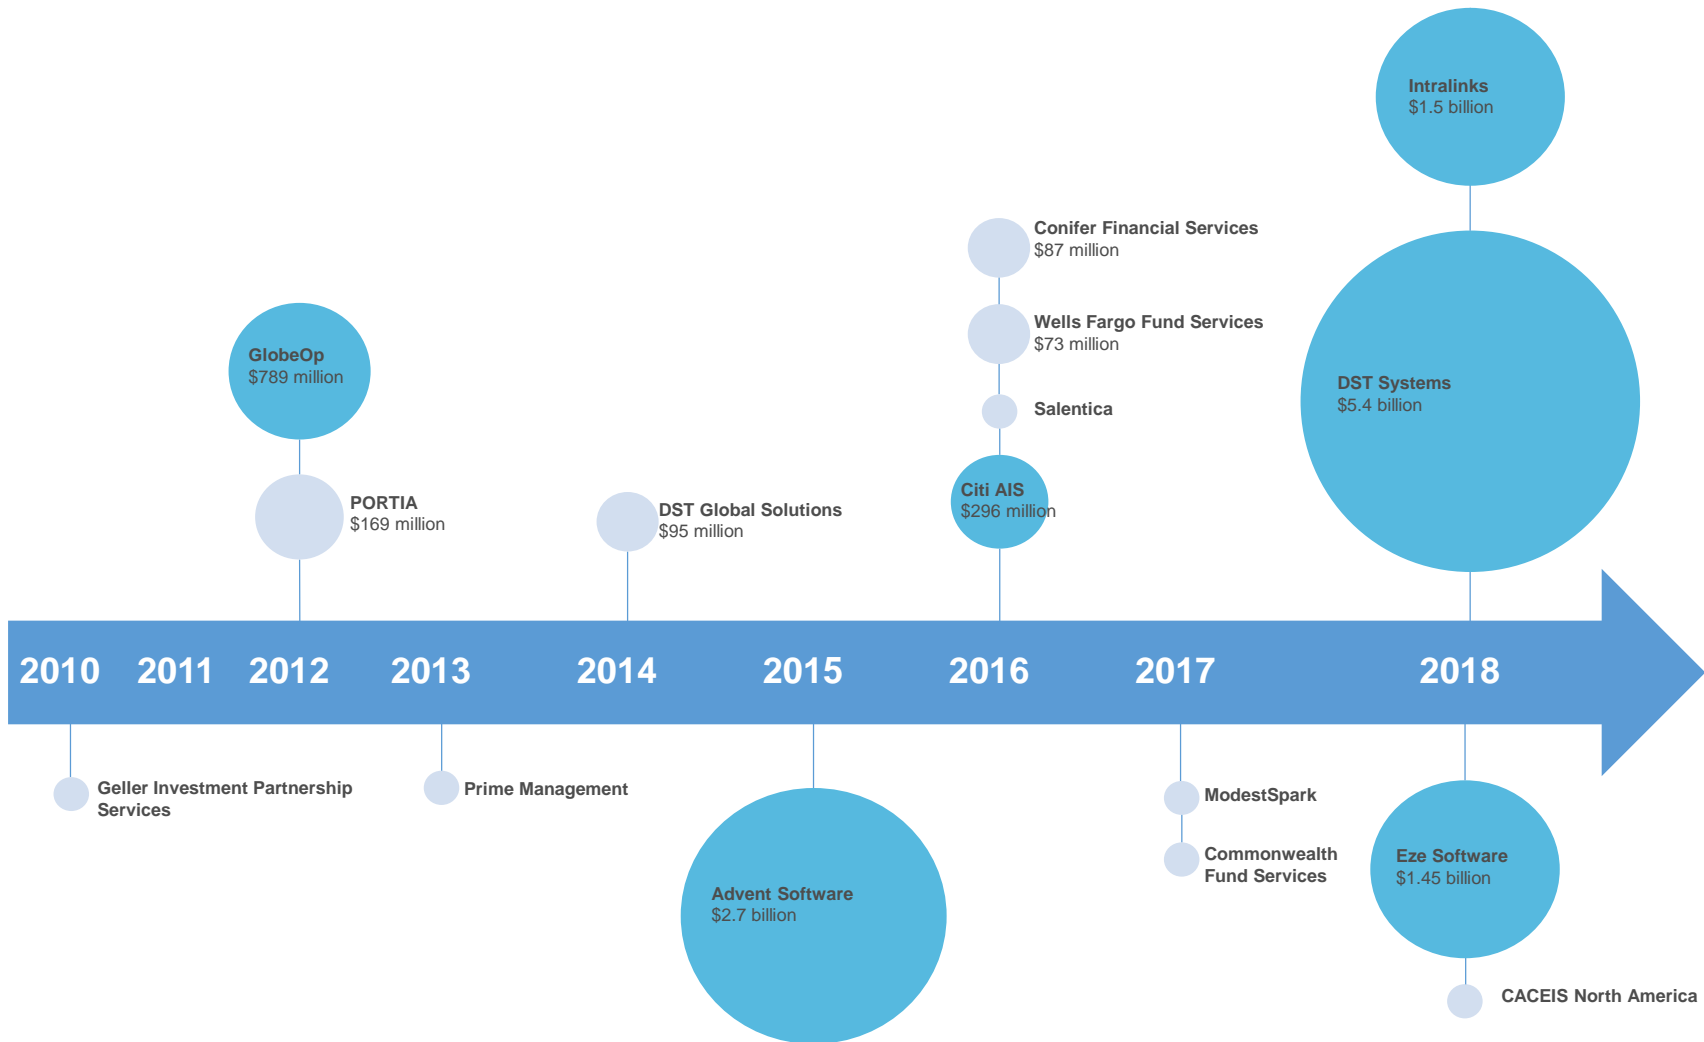 Intralinks
$1.5 billion
Conifer Financial Services
$87 million
Wells Fargo Fund Services
$73 million
GlobeOp
$789 million
DST Systems
$5.4 billion
Salentica
Citi AIS
$296 million
PORTIA
$169 million
DST Global Solutions
$95 million
2010 2011 2012 2013 2014 2015 2016 2017 2018
Geller Investment Partnership
Services
Prime Management
ModestSpark
Commonwealth
Fund Services
Eze Software
$1.45 billion
Advent Software
$2.7 billion
CACEIS North America